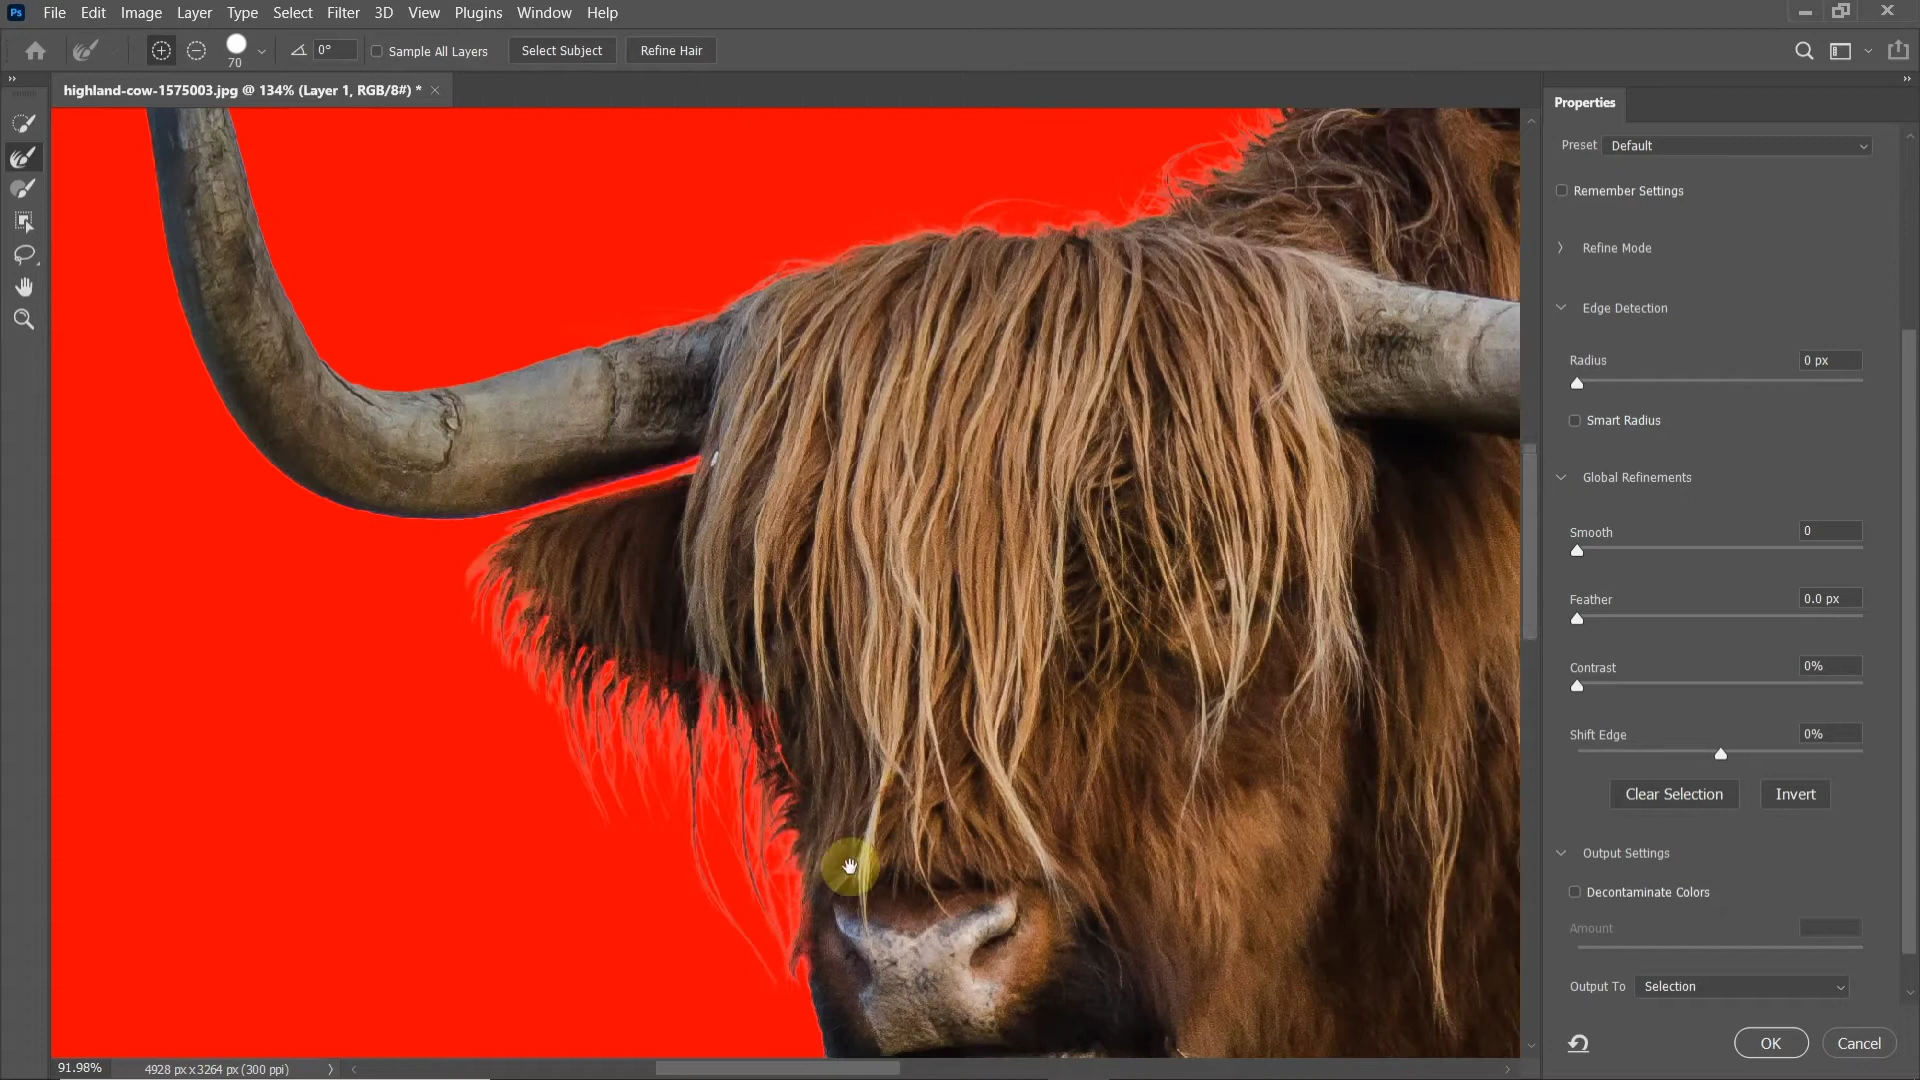 Ps File Edit Image Layer Type Select Filter 3D View Plugins Window Help
70 0° Sample All Layers Select Subject Refine Hair
highland-cow-1575003.jpg @ 134% (Layer 1, RGB/8#) *
Properties
Preset Default
Remember Settings
Refine Mode
Edge Detection
Radius 0 px
Smart Radius
Global Refinements
Smooth 0
Feather 0.0 px
Contrast 0%
Shift Edge 0%
Clear Selection Invert
Output Settings
Decontaminate Colors
Amount
Output To Selection
OK Cancel
91.98% 4928 px x 3264 px (300 ppi)